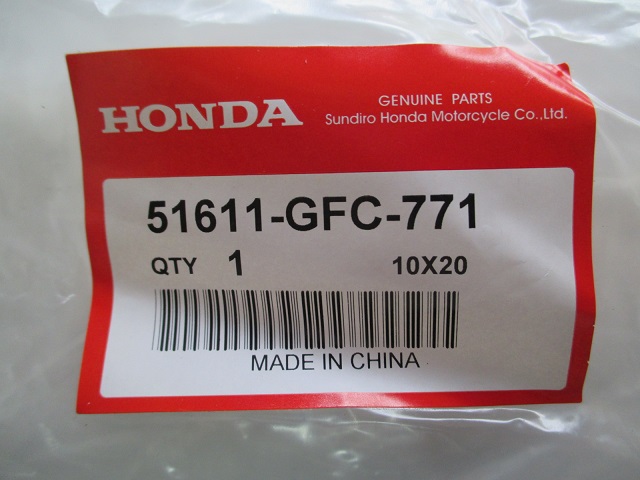 HONDA
GENUINE PARTS
Sundiro Honda Motorcycle Co.,Ltd.
51611-GFC-771
QTY 1 10X20
MADE IN CHINA